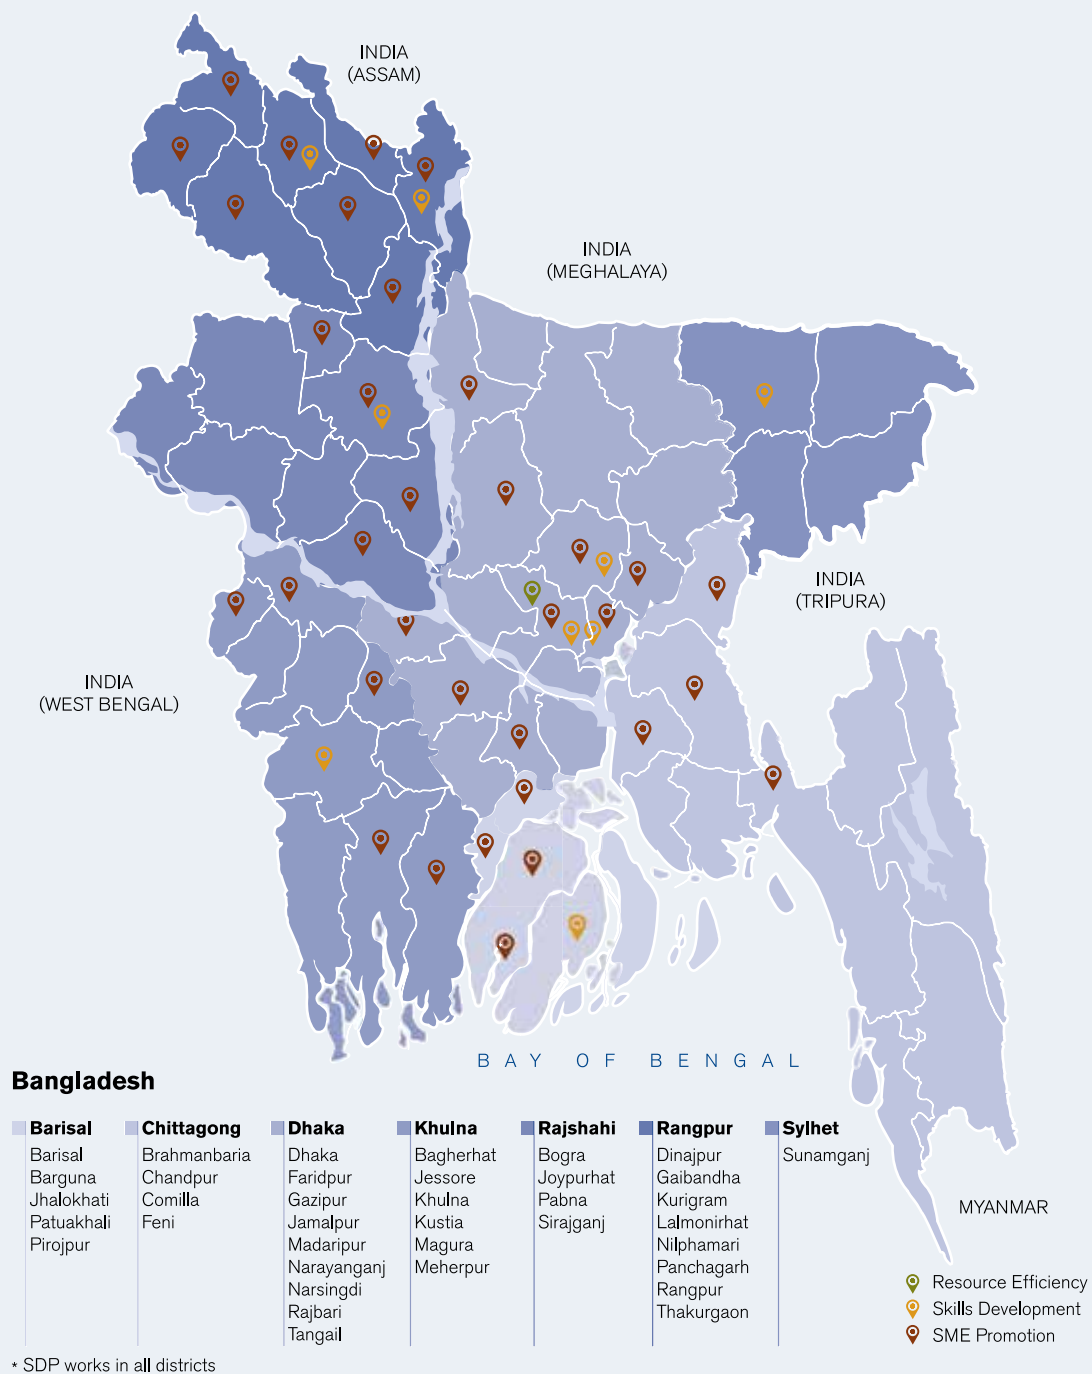 INDIA
(ASSAM)
INDIA
(MEGHALAYA)
INDIA
(TRIPURA)
INDIA
(WEST BENGAL)
BAY OF BENGAL
MYANMAR
Bangladesh
Barisal
Barisal
Barguna
Jhalokhati
Patuakhali
Pirojpur
Chittagong
Brahmanbaria
Chandpur
Comilla
Feni
Dhaka
Dhaka
Faridpur
Gazipur
Jamalpur
Madaripur
Narayanganj
Narsingdi
Rajbari
Tangail
Khulna
Bagherhat
Jessore
Khulna
Kustia
Magura
Meherpur
Rajshahi
Bogra
Joypurhat
Pabna
Sirajganj
Rangpur
Dinajpur
Gaibandha
Kurigram
Lalmonirhat
Nilphamari
Panchagarh
Rangpur
Thakurgaon
Sylhet
Sunamganj
Resource Efficiency
Skills Development
SME Promotion
* SDP works in all districts